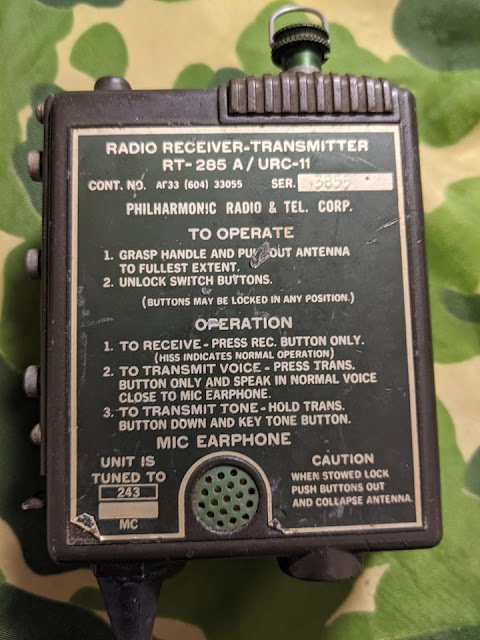 RADIO RECEIVER-TRANSMITTER
RT-285 A/URC-11
CONT. NO. AF33 (604) 33055 SER. 3855
PHILHARMONIC RADIO & TEL. CORP.
TO OPERATE
1. GRASP HANDLE AND PULL OUT ANTENNA
TO FULLEST EXTENT.
2. UNLOCK SWITCH BUTTONS.
(BUTTONS MAY BE LOCKED IN ANY POSITION.)
OPERATION
1. TO RECEIVE-PRESS REC. BUTTON ONLY.
(HISS INDICATES NORMAL OPERATION)
2. TO TRANSMIT VOICE-PRESS TRANS.
BUTTON ONLY AND SPEAK IN NORMAL VOICE
CLOSE TO MIC EARPHONE.
3. TO TRANSMIT TONE-HOLD TRANS.
BUTTON DOWN AND KEY TONE BUTTON.
MIC EARPHONE
UNIT IS
TUNED TO
243
MC
CAUTION
WHEN STOWED LOCK
PUSH BUTTONS OUT
AND COLLAPSE ANTENNA.